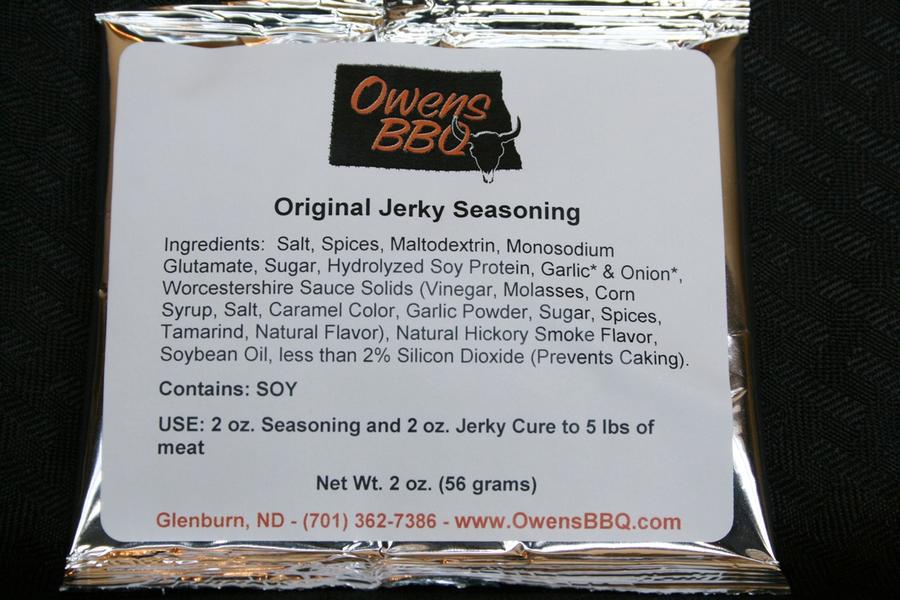 Owens
BBQ
Original Jerky Seasoning
Ingredients: Salt, Spices, Maltodextrin, Monosodium
Glutamate, Sugar, Hydrolyzed Soy Protein, Garlic* & Onion*,
Worcestershire Sauce Solids (Vinegar, Molasses, Corn
Syrup, Salt, Caramel Color, Garlic Powder, Sugar, Spices,
Tamarind, Natural Flavor), Natural Hickory Smoke Flavor,
Soybean Oil, less than 2% Silicon Dioxide (Prevents Caking).
Contains: SOY
USE: 2 oz. Seasoning and 2 oz. Jerky Cure to 5 lbs of
meat
Net Wt. 2 oz. (56 grams)
Glenburn, ND - (701) 362-7386 - www.OwensBBQ.com